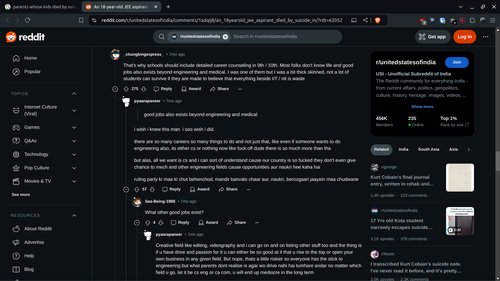 parents whose kids died by suici
An 18-year-old JEE aspirant
reddit.com/r/unitedstatesofindia/comments/1adqjl8/an_18yearold_jee_aspirant_died_by_suicide_in/?rdt=62052
reddit
r/unitedstatesofindia
Search in r/unitedstatesofindia
Get app
Log In
Home
Popular
TOPICS
Internet Culture (Viral)
Games
Q&As
Technology
Pop Culture
Movies & TV
See more
RESOURCES
About Reddit
Advertise
Help
Blog
_chungkingexpress_ • 7mo ago
That's why schools should include detailed career counseling in 9th / 10th. Most folks don't know life and good
jobs also exists beyond engineering and medical. I was one of them but I was a bit thick skinned, not a lot of
students can survive if they are made to believe that everything beside IIT / nit is waste
275
Reply
Award
Share
pyaarapaneer • 7mo ago
good jobs also exists beyond engineering and medical
i wish i knew this man. i soo wish i did.
there are so many careers so many things to do and not just that, like even if someone wants to do
engineering also, its either cs or nothing now like fuck off dude there is so much more than tha
but alas, all we want is cs and i can sort of understand cause our country is so fucked they don't even give
chance to mech and other engineering fields cause opportunities aur naukri hee kaha hai
ruling party ki maa ki chut behenchod, mandir banvalo chaar aur, naukri, berozgaari jaayein maa chudwane
57
Reply
Award
Share
Sea-Being-1988 • 7mo ago
What other good jobs exist?
4
Reply
Award
Share
pyaarapaneer • 7mo ago
Creative field like editing, videography and i can go on and on listing other stuff too and the thing is
if u have drive and passion for it u can either be so good at it that u rise to the top or open your
own business in any given field. But nope, thats a little risker so everyone has the stick to
engineering but what parents dont realise is agar wo drive nahi hai tumhare andar no matter which
field u go, let it be cs eng or ca com, u will end up mediocre in the long term
r/unitedstatesofindia
Join
USI - Unofficial Subreddit of India
The Reddit community for everything India -
from current affairs, politics, geopolitics,
culture, history, heritage, images, videos,...
Show more
456K
Members
235
Online
Top 1%
Rank by size
Related
India
South Asia
Asia
r/grunge
Kurt Cobain's final journal
entry, written in rehab and...
1.4K upvotes · 210 comments
r/unitedstatesofindia
17 Yrs old Kota student
narrowly escapes suicide...
3.1K upvotes · 378 comments
r/Music
I transcribed Kurt Cobain's suicide note.
I've never read it before, and it's pretty...